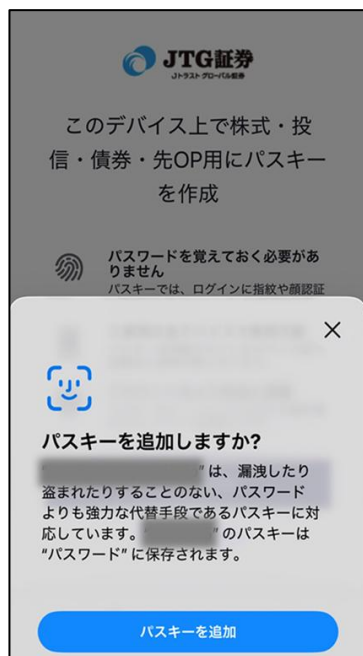 JTG証券
Jトラスト グローバル証券
このデバイス上で株式・投
信・債券・先OP用にパスキー
を作成
パスワードを覚えておく必要があ
りません
パスキーでは、ログインに指紋や顔認証
パスキーを追加しますか?
” は、漏洩したり
盗まれたりすることのない、パスワード
よりも強力な代替手段であるパスキーに対
応しています。“ ” のパスキーは
“パスワード” に保存されます。
パスキーを追加